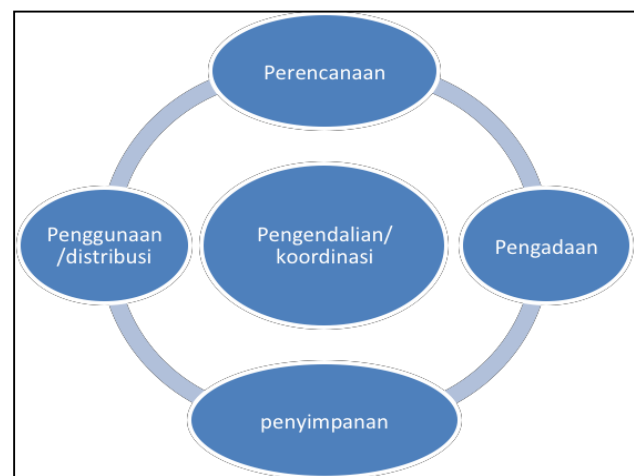 Perencanaan
Penggunaan
/distribusi
Pengendalian/
koordinasi
Pengadaan
penyimpanan